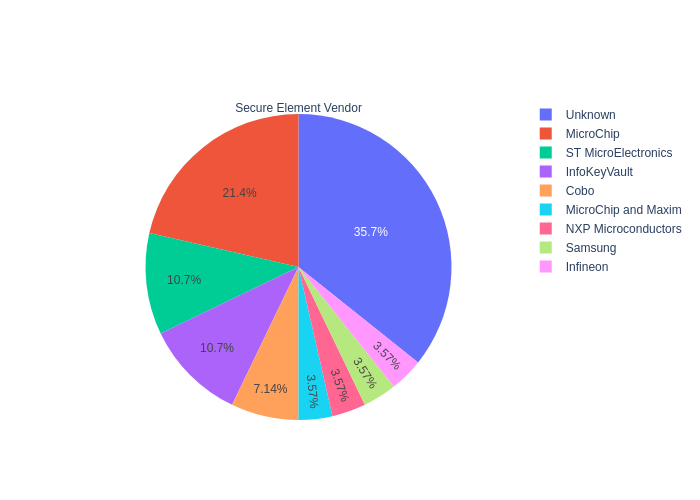 Secure Element Vendor
35.7%
21.4%
10.7%
10.7%
7.14%
3.57%
3.57%
3.57%
3.57%
Unknown
MicroChip
ST MicroElectronics
InfoKeyVault
Cobo
MicroChip and Maxim
NXP Microconductors
Samsung
Infineon